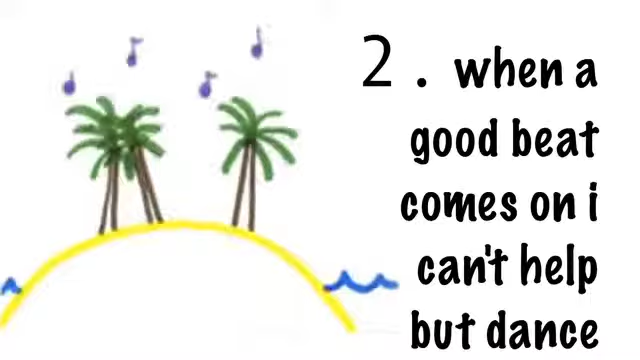 2. when a
good beat
comes on i
can't help
but dance